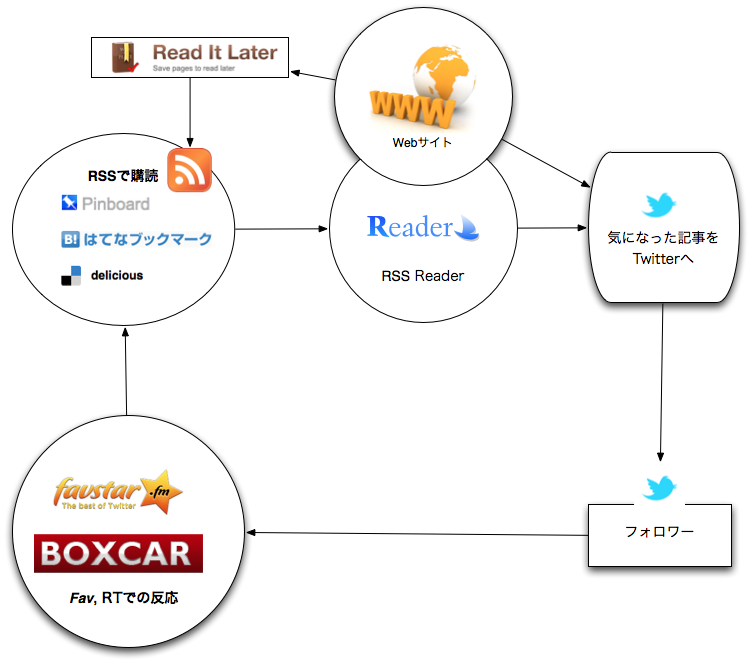 Read It Later
Save pages to read later
WWW
Webサイト
RSSで購読
Pinboard
B! はてなブックマーク
delicious
Reader
RSS Reader
気になった記事を
Twitterへ
フォロワー
favstar.fm
The best of Twitter
BOXCAR
Fav, RTでの反応